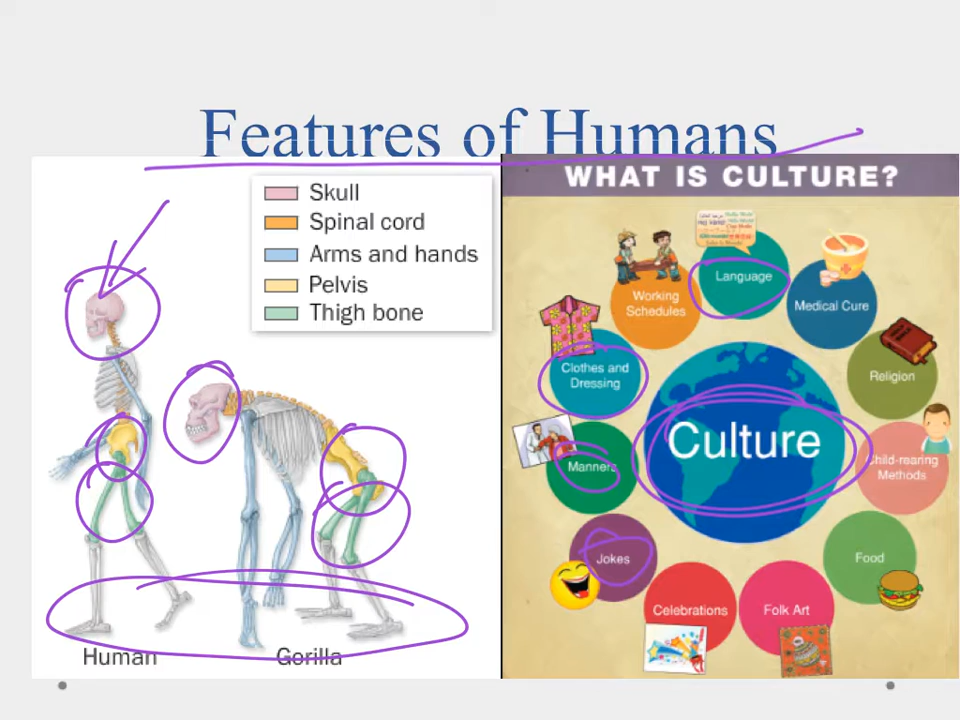 Features of Humans
Skull
Spinal cord
Arms and hands
Pelvis
Thigh bone
Human
Gorilla
WHAT IS CULTURE?
Language
Working
Schedules
Medical Cure
Clothes and
Dressing
Religion
Culture
Manners
Child-rearing
Methods
Jokes
Food
Celebrations
Folk Art